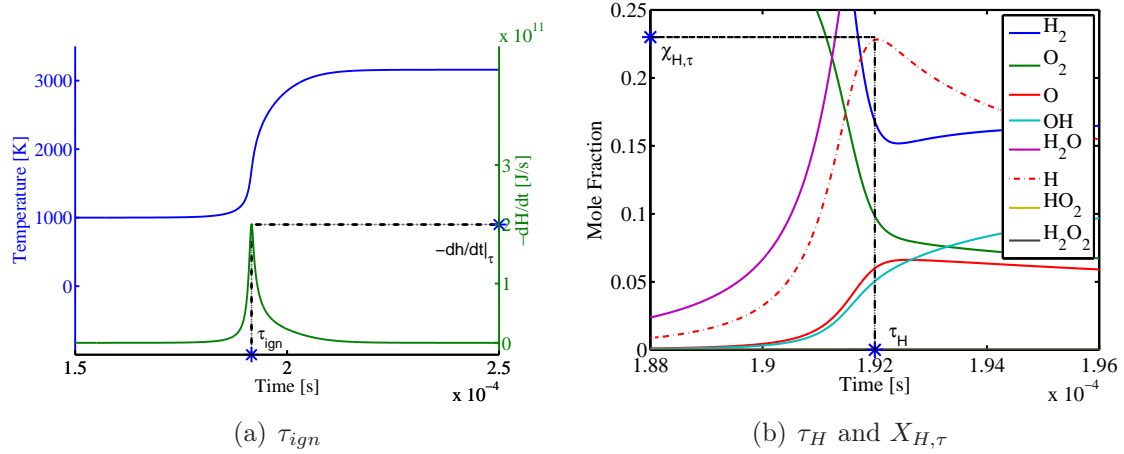 x 10^11
3000
2000
1000
0
Temperature [K]
3
2
1
0
-dH/dt [J/s]
-dh/dt|τ
τign
1.5
2
2.5
Time [s]
x 10^-4
(a) τign
0.25
0.2
0.15
0.1
0.05
0
Mole Fraction
χH,τ
τH
H2
O2
O
OH
H2O
H
HO2
H2O2
1.88
1.9
1.92
1.94
1.96
Time [s]
x 10^-4
(b) τH and XH,τ